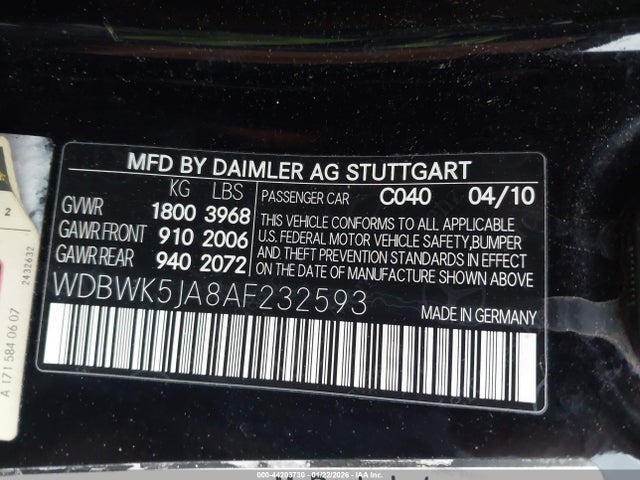 MFD BY DAIMLER AG STUTTGART
KG LBS
GVWR 1800 3968
GAWR FRONT 910 2006
GAWR REAR 940 2072
PASSENGER CAR C040 04/10
THIS VEHICLE CONFORMS TO ALL APPLICABLE
U.S. FEDERAL MOTOR VEHICLE SAFETY,BUMPER
AND THEFT PREVENTION STANDARDS IN EFFECT
ON THE DATE OF MANUFACTURE SHOWN ABOVE.
WDBWK5JA8AF232593
MADE IN GERMANY
2
2432632
A 171 584 06 07
000-44203730 - 01/22/2026 - IAA Inc.